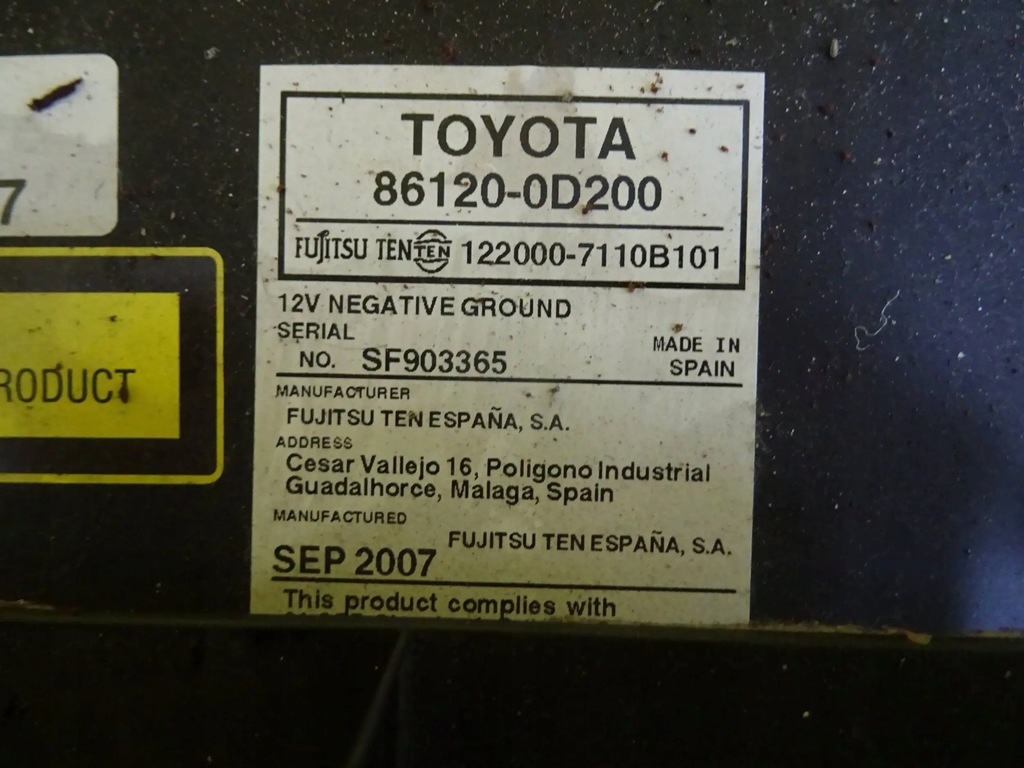 TOYOTA
86120-0D200
FUJITSU TEN TEN 122000-7110B101
12V NEGATIVE GROUND
SERIAL
NO. SF903365
MADE IN
SPAIN
MANUFACTURER
FUJITSU TEN ESPAÑA, S.A.
ADDRESS
Cesar Vallejo 16, Poligono Industrial
Guadalhorce, Malaga, Spain
MANUFACTURED
FUJITSU TEN ESPAÑA, S.A.
SEP 2007
This product complies with
7
RODUCT